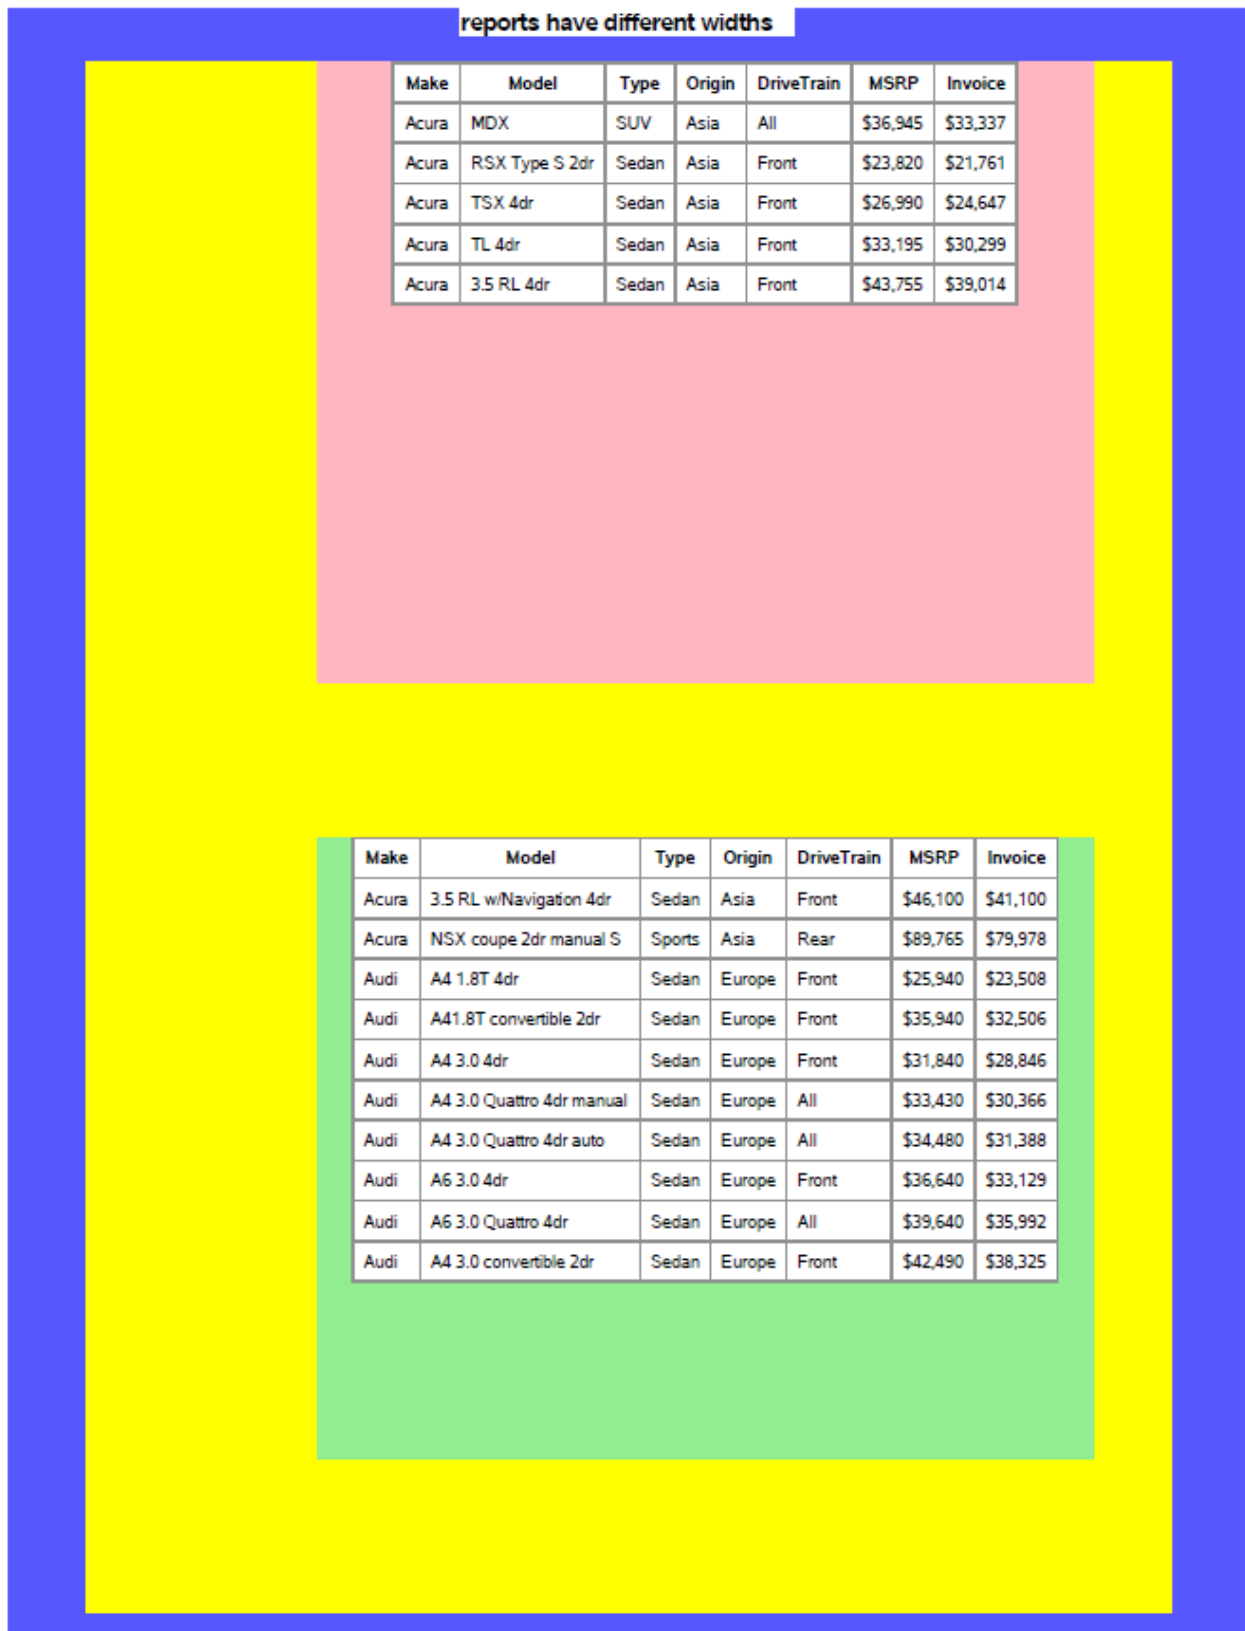 reports have different widths
Make Model Type Origin DriveTrain MSRP Invoice
Acura MDX SUV Asia All $36,945 $33,337
Acura RSX Type S 2dr Sedan Asia Front $23,820 $21,761
Acura TSX 4dr Sedan Asia Front $26,990 $24,647
Acura TL 4dr Sedan Asia Front $33,195 $30,299
Acura 3.5 RL 4dr Sedan Asia Front $43,755 $39,014
Make Model Type Origin DriveTrain MSRP Invoice
Acura 3.5 RL w/Navigation 4dr Sedan Asia Front $46,100 $41,100
Acura NSX coupe 2dr manual S Sports Asia Rear $89,765 $79,978
Audi A4 1.8T 4dr Sedan Europe Front $25,940 $23,508
Audi A41.8T convertible 2dr Sedan Europe Front $35,940 $32,506
Audi A4 3.0 4dr Sedan Europe Front $31,840 $28,846
Audi A4 3.0 Quattro 4dr manual Sedan Europe All $33,430 $30,366
Audi A4 3.0 Quattro 4dr auto Sedan Europe All $34,480 $31,388
Audi A6 3.0 4dr Sedan Europe Front $36,640 $33,129
Audi A6 3.0 Quattro 4dr Sedan Europe All $39,640 $35,992
Audi A4 3.0 convertible 2dr Sedan Europe Front $42,490 $38,325